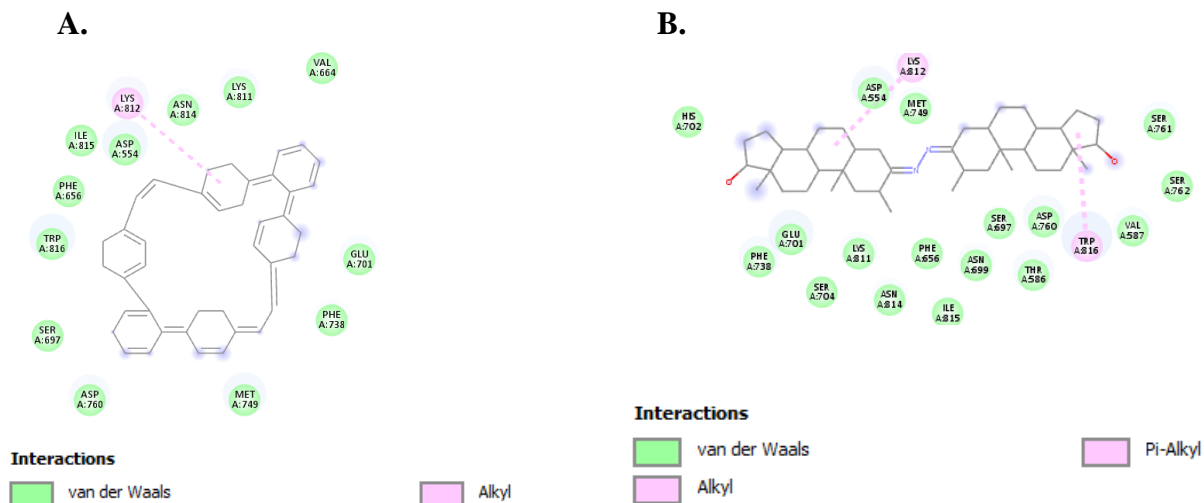 A.
VAL
A:664
LYS
A:811
LYS
A:812
ASN
A:814
ILE
A:815
ASP
A:554
PHE
A:656
TRP
A:816
GLU
A:701
PHE
A:738
SER
A:697
ASP
A:760
MET
A:749
Interactions
van der Waals
Alkyl
B.
LYS
A:812
ASP
A:554
MET
A:749
HIS
A:702
SER
A:761
N
N
O
O
SER
A:762
GLU
A:701
SER
A:697
ASP
A:760
VAL
A:587
TRP
A:816
PHE
A:738
LYS
A:811
PHE
A:656
ASN
A:699
THR
A:586
SER
A:704
ASN
A:814
ILE
A:815
Interactions
van der Waals
Pi-Alkyl
Alkyl